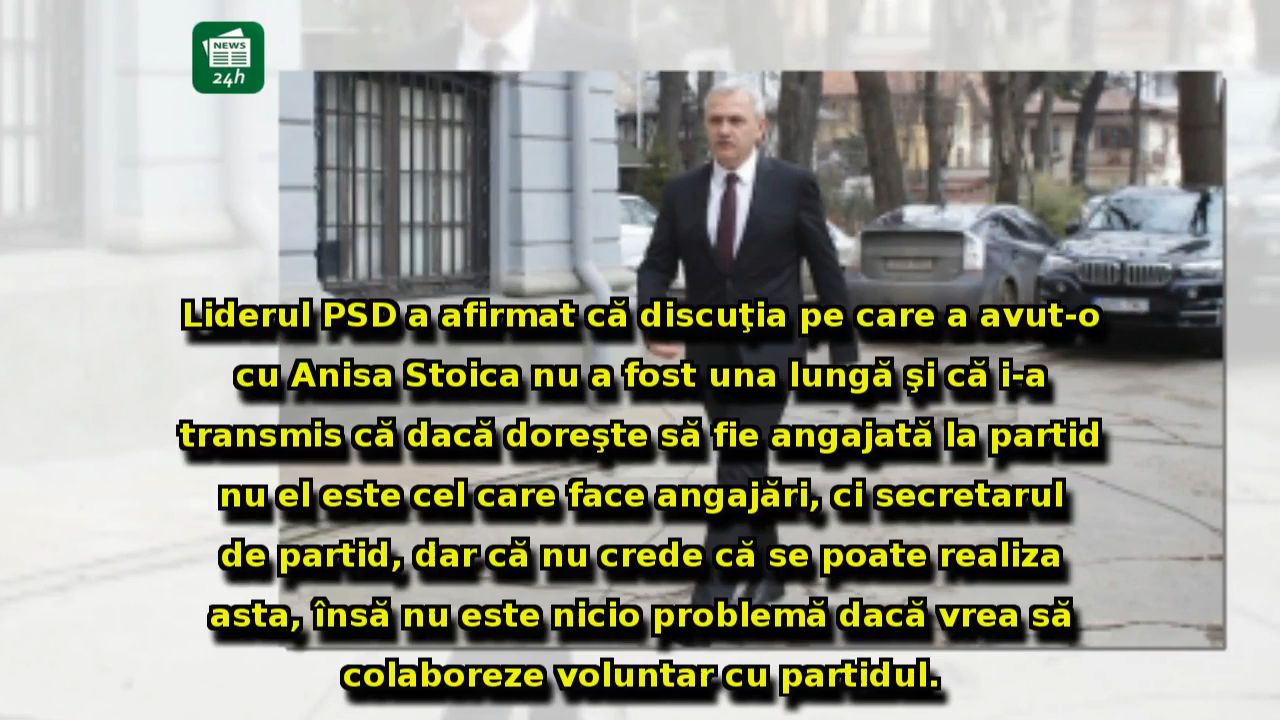 NEWS
24h
Liderul PSD a afirmat că discuţia pe care a avut-o
cu Anisa Stoica nu a fost una lungă şi că i-a
transmis că dacă doreşte să fie angajată la partid
nu el este cel care face angajări, ci secretarul
de partid, dar că nu crede că se poate realiza
asta, însă nu este nicio problemă dacă vrea să
colaboreze voluntar cu partidul.